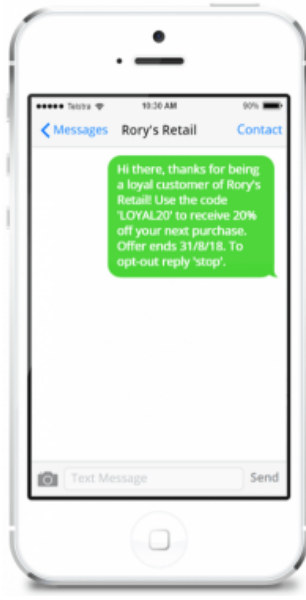 Telstra 10:30 AM 90%
Messages Rory's Retail Contact
Hi there, thanks for being
a loyal customer of Rory's
Retail! Use the code
'LOYAL20' to receive 20%
off your next purchase.
Offer ends 31/8/18. To
opt-out reply 'stop'.
Text Message Send